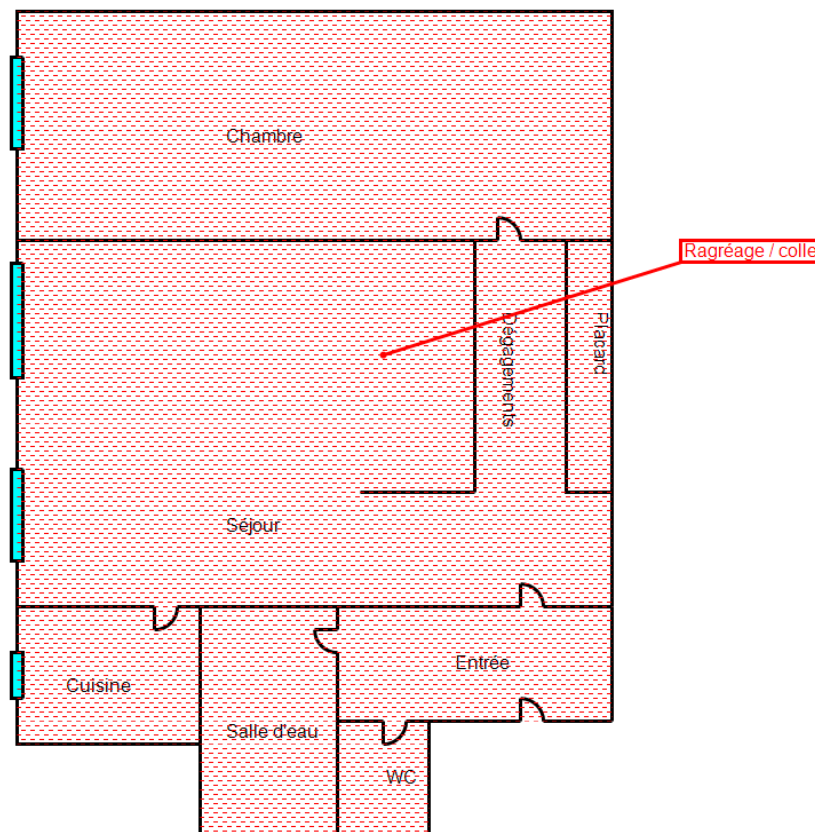 Chambre
Ragréage / colle
Placard
Dégagements
Séjour
Entrée
Cuisine
Salle d'eau
WC